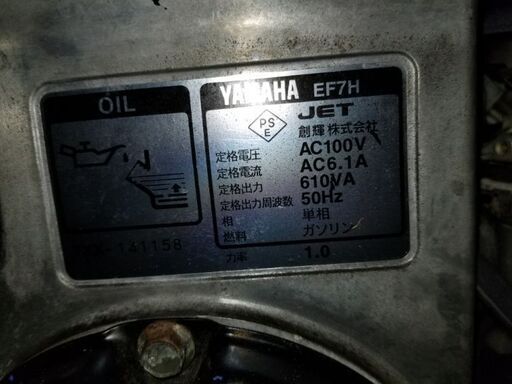 OIL
YAMAHA EF7H
PS
E
JET
創輝株式会社
定格電圧 AC100V
定格電流 AC6.1A
定格出力 610VA
定格出力周波数 50Hz
相 単相
燃料 ガソリン
力率 1.0
-141158